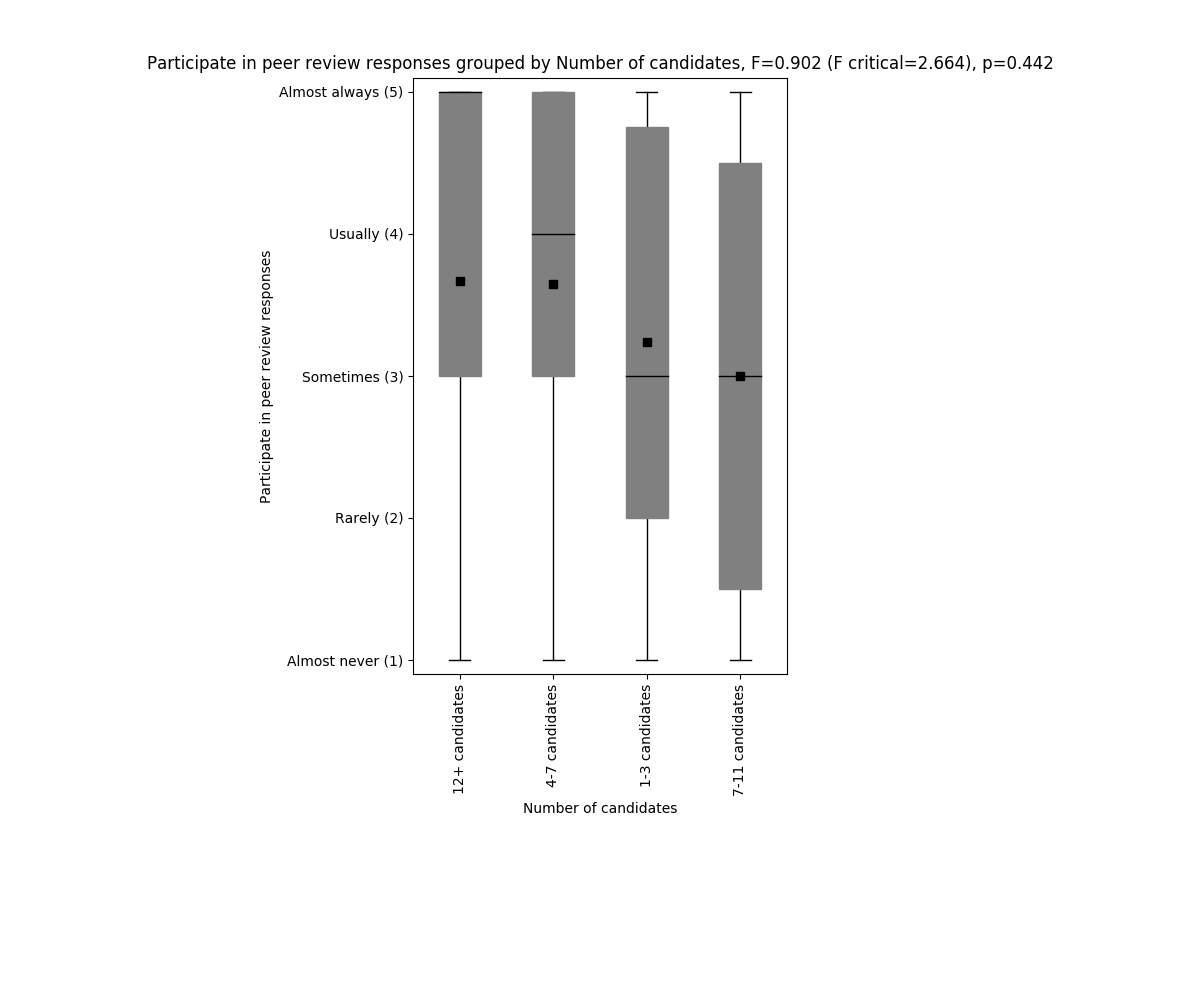 Participate in peer review responses grouped by Number of candidates, F=0.902 (F critical=2.664), p=0.442
Almost always (5)
Usually (4)
Sometimes (3)
Rarely (2)
Almost never (1)
Participate in peer review responses
12+ candidates
4-7 candidates
1-3 candidates
7-11 candidates
Number of candidates